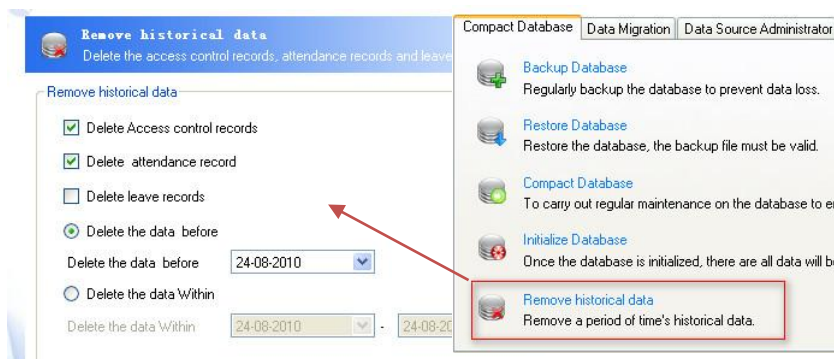 Remove historical data
Delete the access control records, attendance records and leave
Remove historical data
Delete Access control records
Delete attendance record
Delete leave records
Delete the data before
Delete the data before 24-08-2010
Delete the data Within
Delete the data Within 24-08-2010 - 24-08-20
Compact Database Data Migration Data Source Administrator
Backup Database
Regularly backup the database to prevent data loss.
Restore Database
Restore the database, the backup file must be valid.
Compact Database
To carry out regular maintenance on the database to
Initialize Database
Once the database is initialized, there are all data will
Remove historical data
Remove a period of time's historical data.